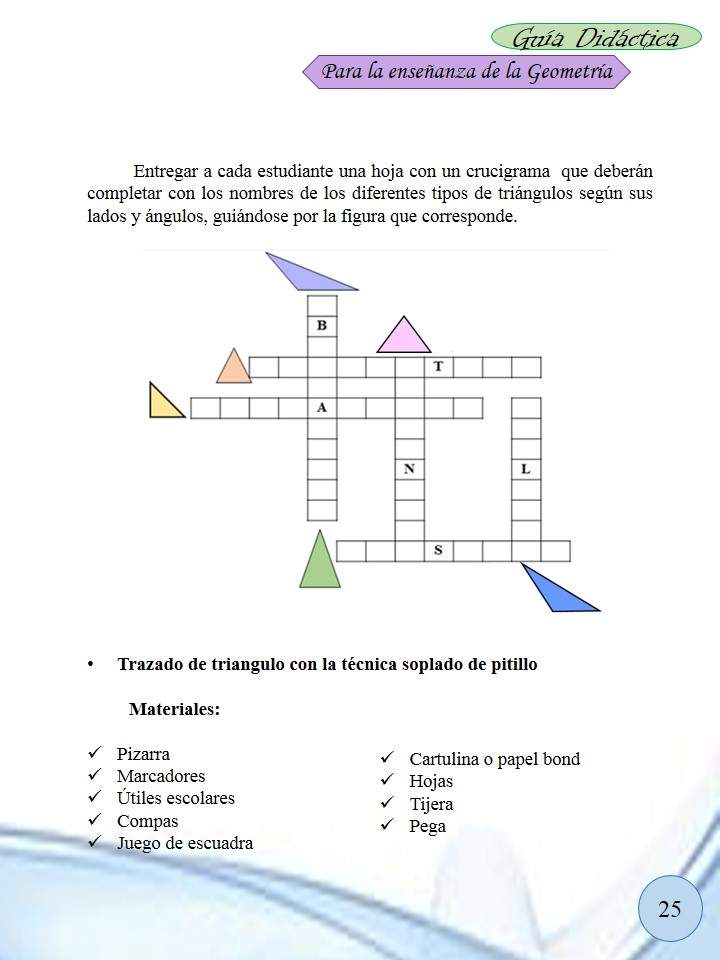 Guía Didáctica
Para la enseñanza de la Geometría
Entregar a cada estudiante una hoja con un crucigrama que deberán
completar con los nombres de los diferentes tipos de triángulos según sus
lados y ángulos, guiándose por la figura que corresponde.
B
T
A
N
L
S
• Trazado de triangulo con la técnica soplado de pitillo
Materiales:
✓ Pizarra
✓ Marcadores
✓ Útiles escolares
✓ Compas
✓ Juego de escuadra
✓ Cartulina o papel bond
✓ Hojas
✓ Tijera
✓ Pega
25